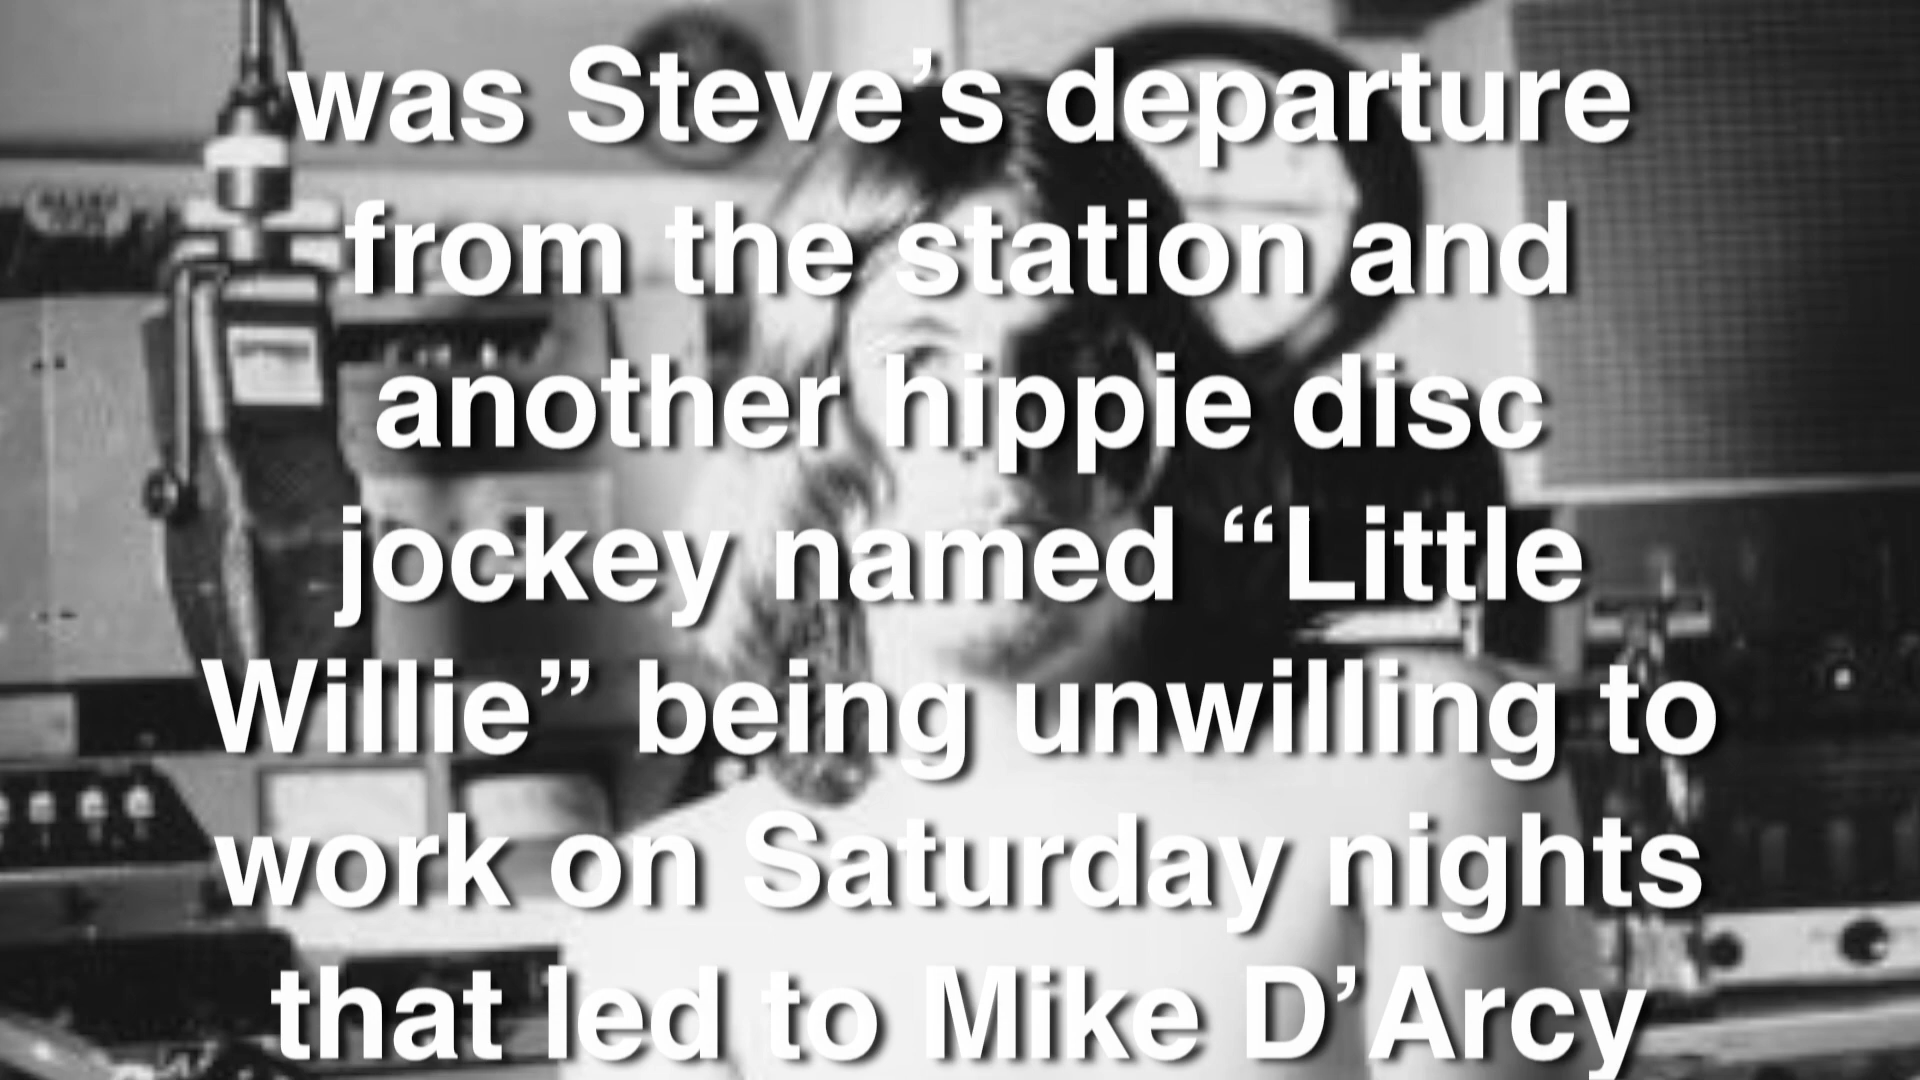 was Steve’s departure
from the station and
another hippie disc
jockey named “Little
Willie” being unwilling to
work on Saturday nights
that led to Mike D’Arcy